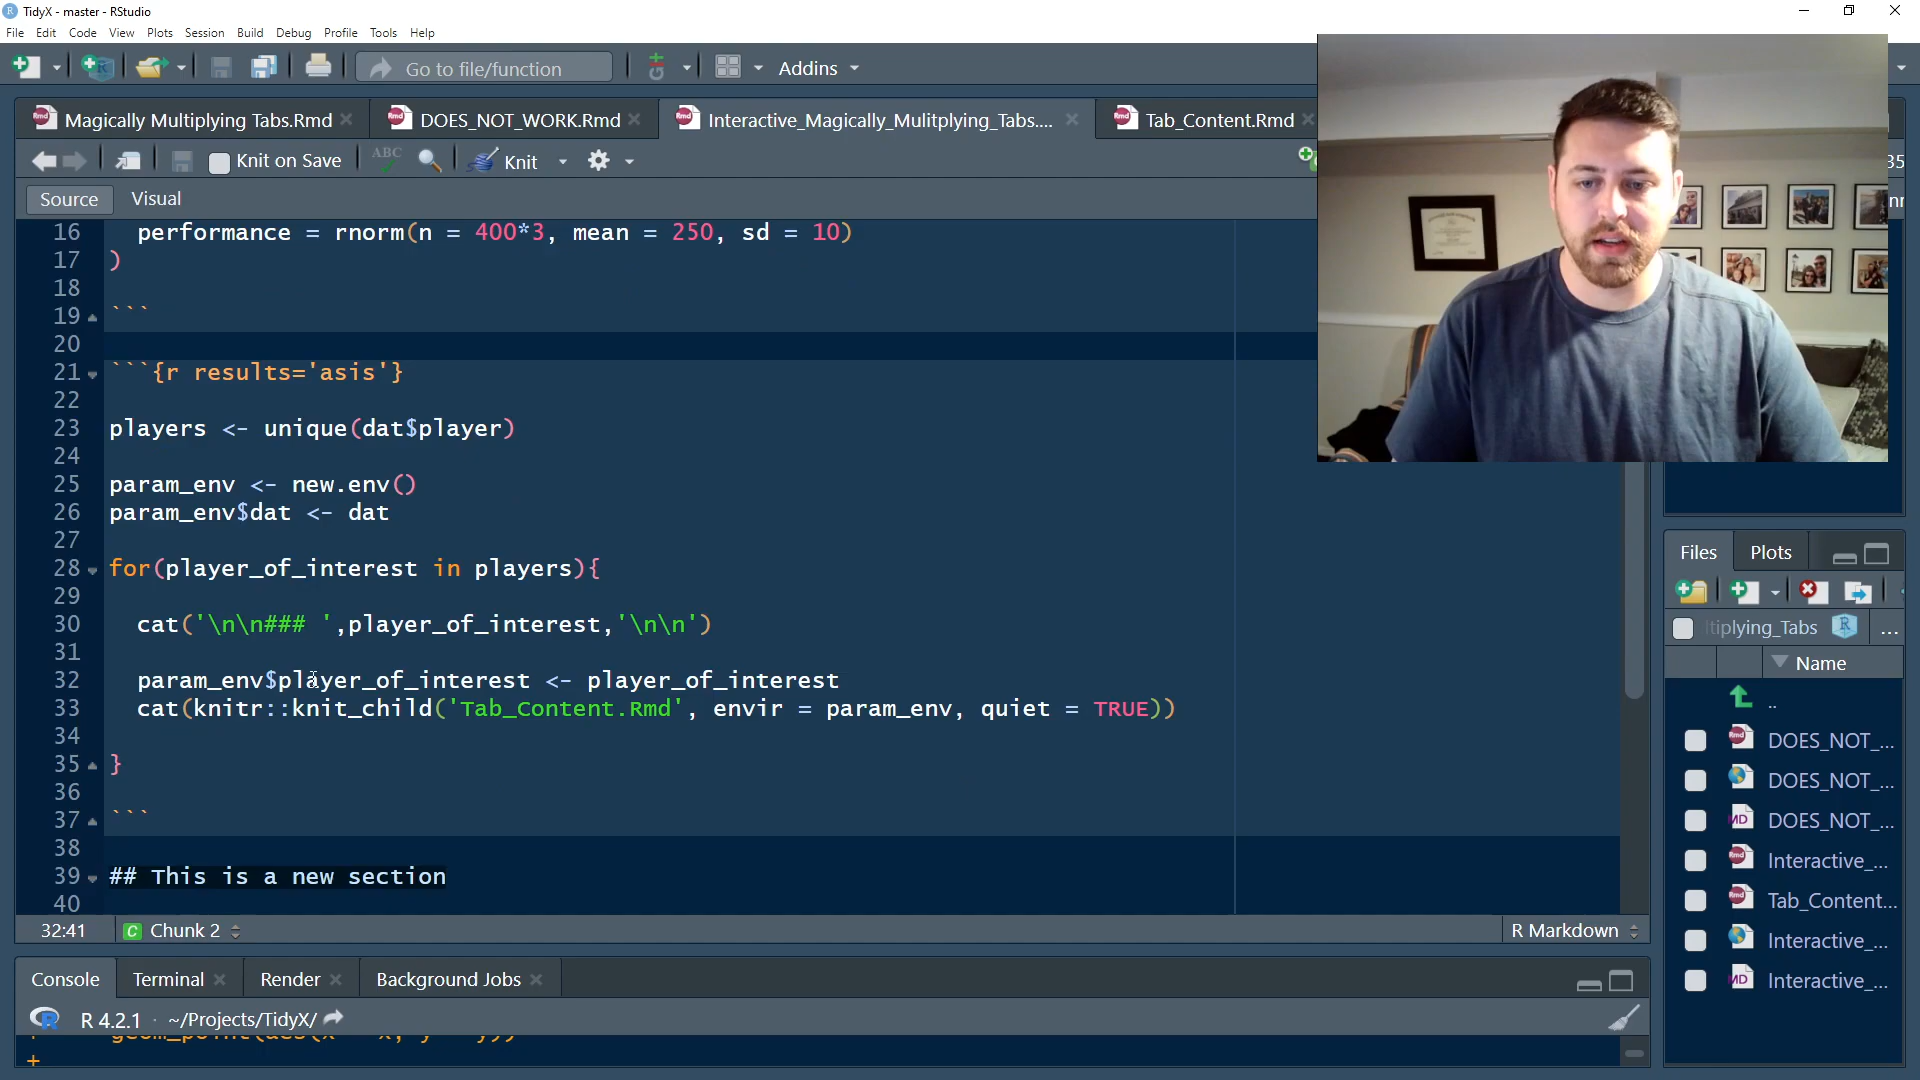 TidyX - master - RStudio
File Edit Code View Plots Session Build Debug Profile Tools Help
Go to file/function
Addins
Magically Multiplying Tabs.Rmd
DOES_NOT_WORK.Rmd
Interactive_Magically_Mulitplying_Tabs....
Tab_Content.Rmd
Knit on Save
ABC
Knit
Source
Visual
16 performance = rnorm(n = 400*3, mean = 250, sd = 10)
17 )
18
19 ```
20
21 ```{r results='asis'}
22
23 players <- unique(dat$player)
24
25 param_env <- new.env()
26 param_env$dat <- dat
27
28 for(player_of_interest in players){
29
30 cat('\n\n### ',player_of_interest,'\n\n')
31
32 param_env$player_of_interest <- player_of_interest
33 cat(knitr::knit_child('Tab_Content.Rmd', envir = param_env, quiet = TRUE))
34
35 }
36
37 ```
38
39 ## This is a new section
40
32:41
C Chunk 2
R Markdown
Console
Terminal
Render
Background Jobs
R 4.2.1 · ~/Projects/TidyX/
+
Files
Plots
ltiplying_Tabs
...
Name
..
DOES_NOT_...
DOES_NOT_...
DOES_NOT_...
Interactive_...
Tab_Content...
Interactive_...
Interactive_...